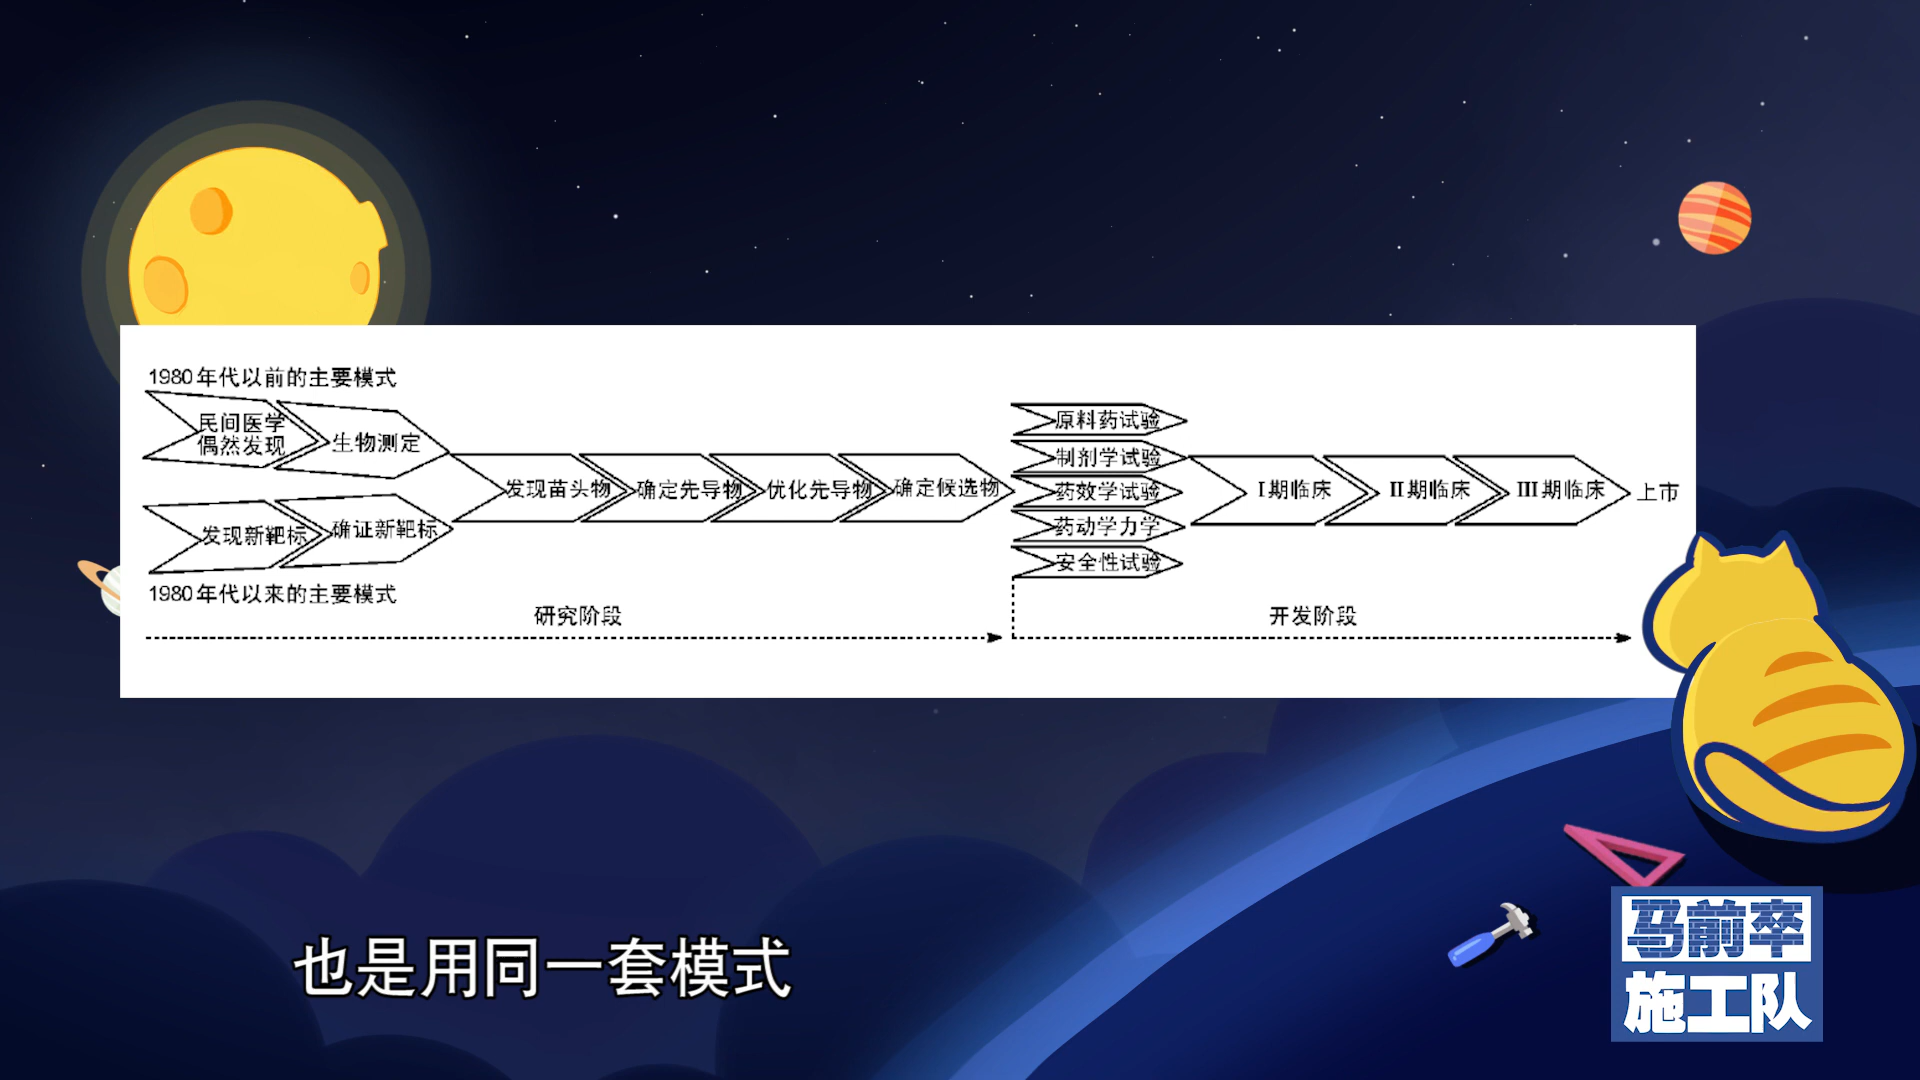 1980年代以前的主要模式
民间医学
偶然发现
生物测定
发现新靶标
确证新靶标
1980年代以来的主要模式
发现苗头物
确定先导物
优化先导物
确定候选物
研究阶段
原料药试验
制剂学试验
药效学试验
药动学力学
安全性试验
I期临床
II期临床
III期临床
上市
开发阶段
也是用同一套模式
马前卒
施工队